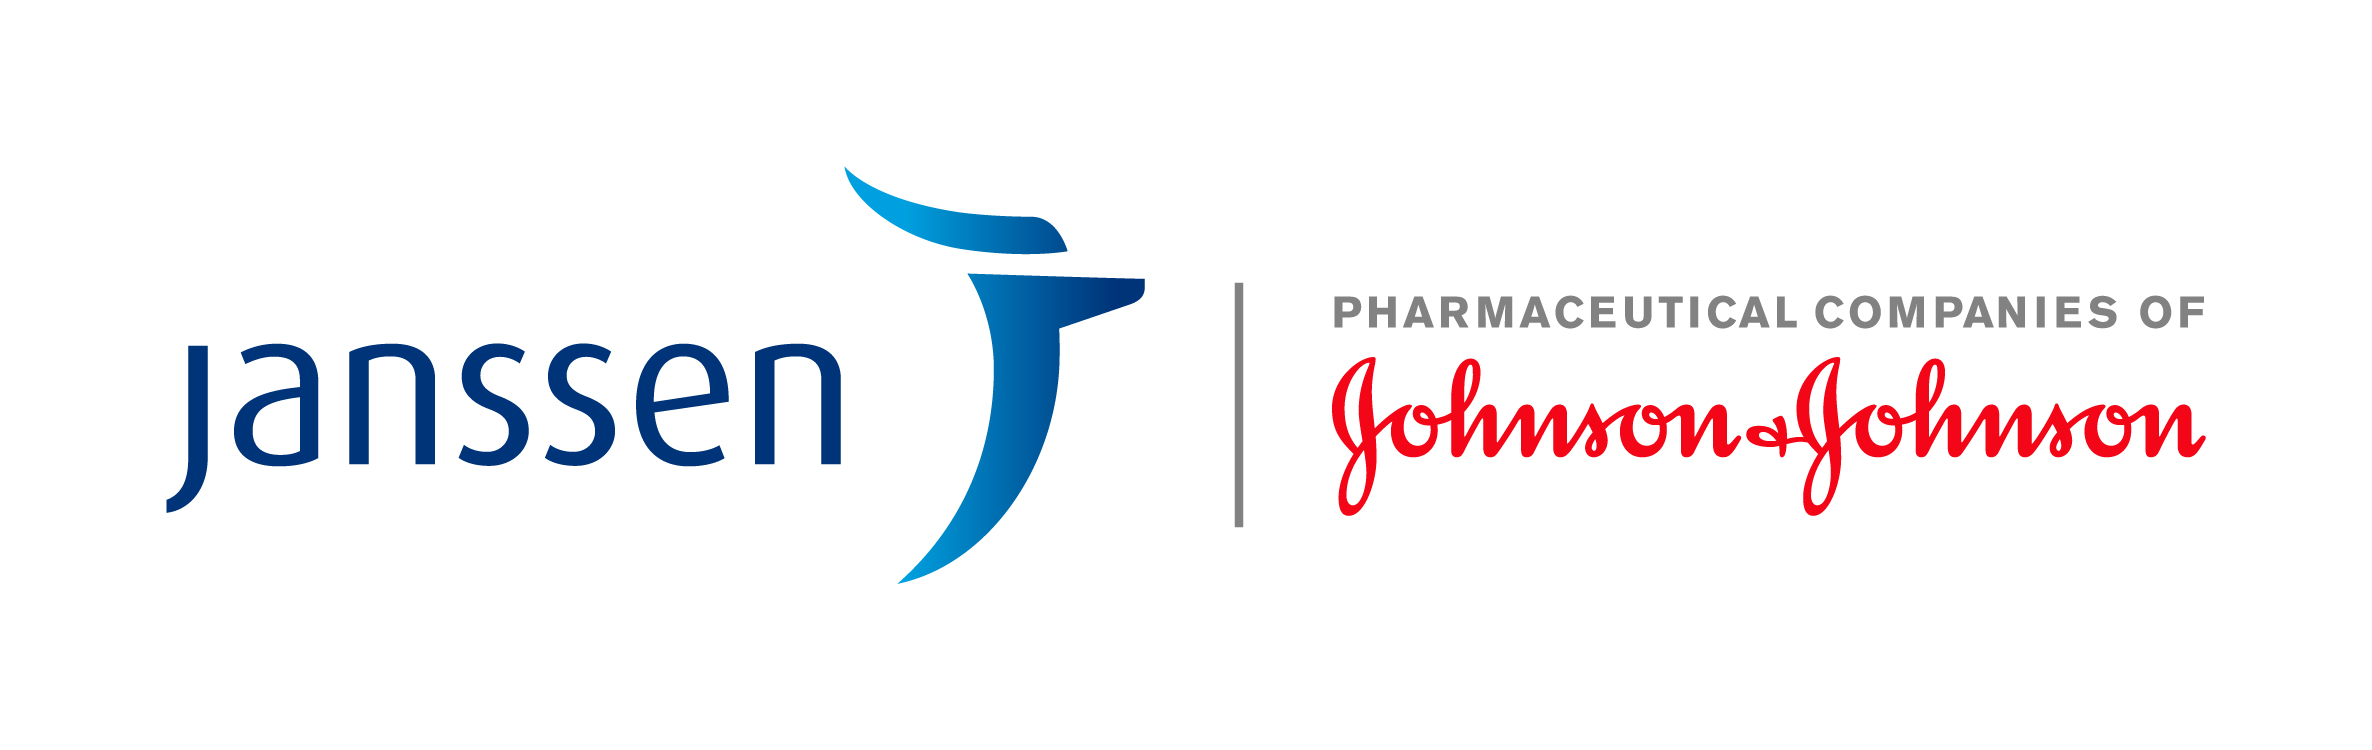 janssen
PHARMACEUTICAL COMPANIES OF
Johnson & Johnson